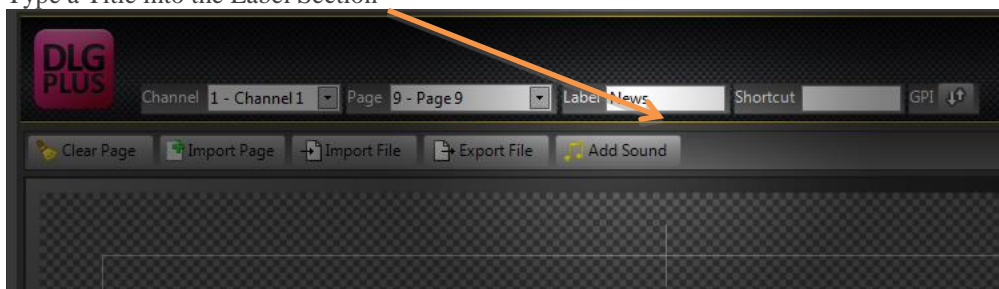 Type a Title into the Label Section
DLG
PLUS
Channel 1 - Channel 1 Page 9 - Page 9 Label News Shortcut GPI
Clear Page Import Page Import File Export File Add Sound